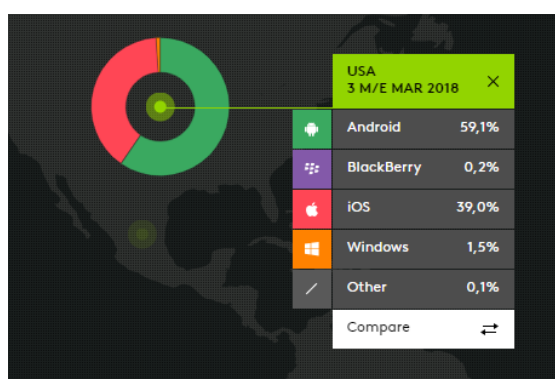 USA
3 M/E MAR 2018 ×
Android 59,1%
BlackBerry 0,2%
iOS 39,0%
Windows 1,5%
Other 0,1%
Compare